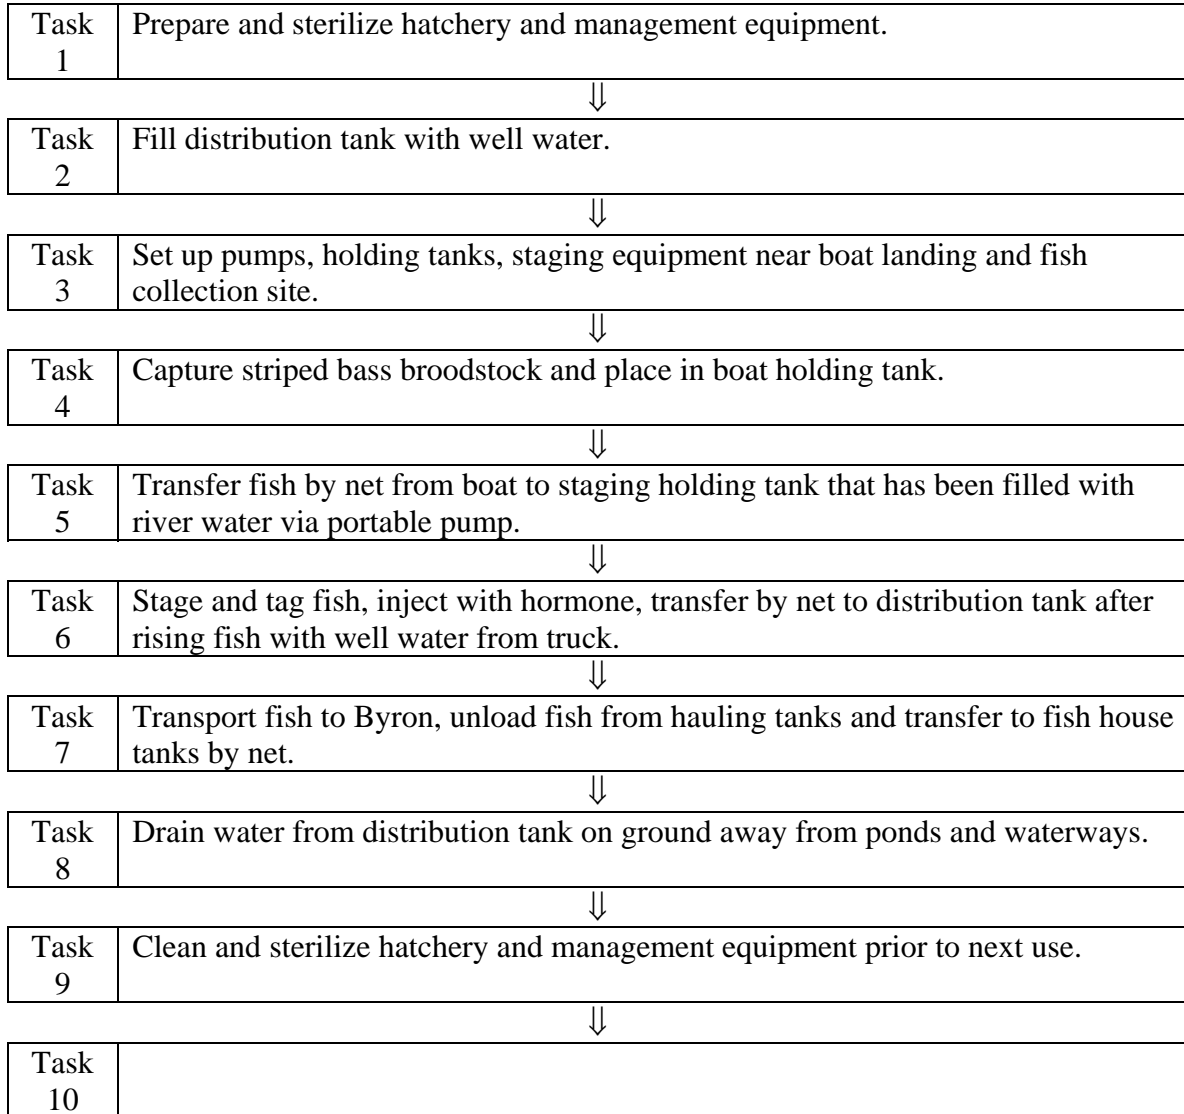 Task Prepare and sterilize hatchery and management equipment.
1
⇓
Task Fill distribution tank with well water.
2
⇓
Task Set up pumps, holding tanks, staging equipment near boat landing and fish
3 collection site.
⇓
Task Capture striped bass broodstock and place in boat holding tank.
4
⇓
Task Transfer fish by net from boat to staging holding tank that has been filled with
5 river water via portable pump.
⇓
Task Stage and tag fish, inject with hormone, transfer by net to distribution tank after
6 rising fish with well water from truck.
⇓
Task Transport fish to Byron, unload fish from hauling tanks and transfer to fish house
7 tanks by net.
⇓
Task Drain water from distribution tank on ground away from ponds and waterways.
8
⇓
Task Clean and sterilize hatchery and management equipment prior to next use.
9
⇓
Task
10